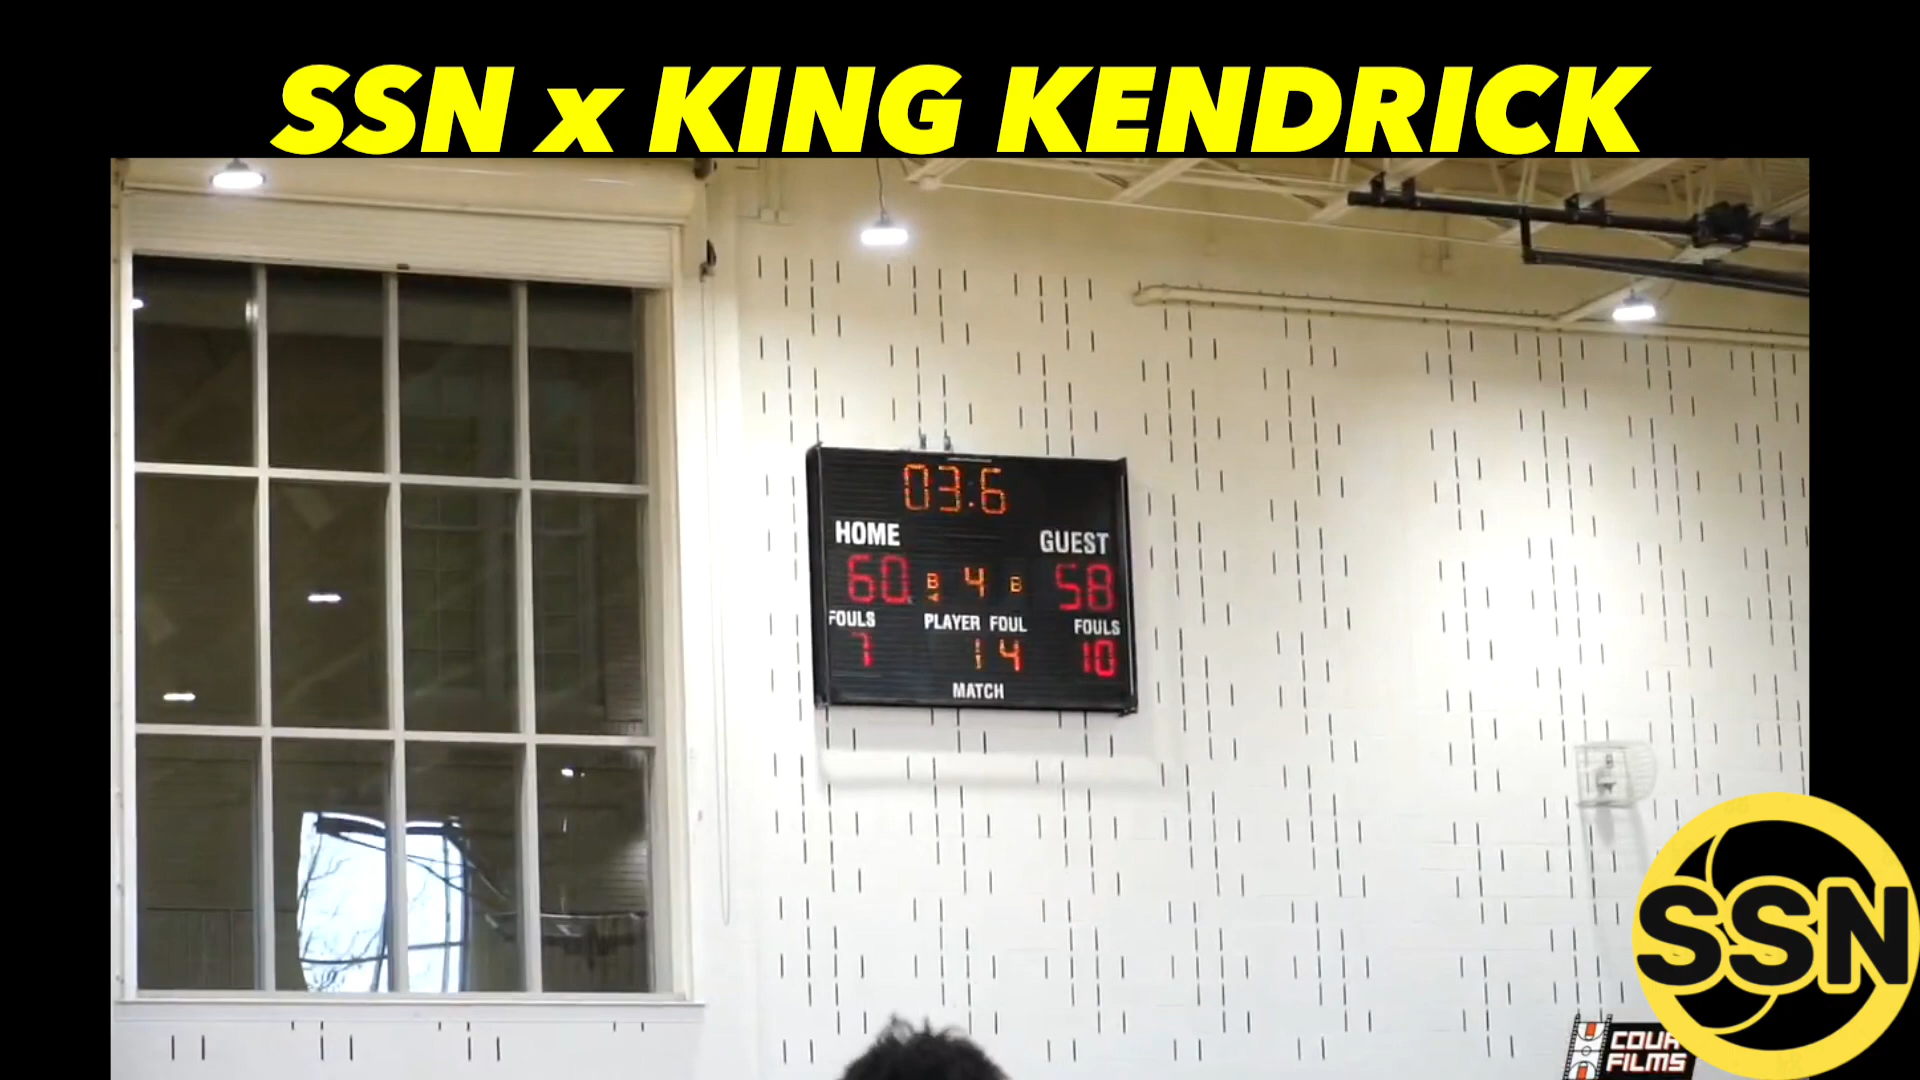 SSN x KING KENDRICK
03:6
HOME
GUEST
60 B 4 B 58
FOULS
PLAYER FOUL
FOULS
7 14 10
MATCH
SSN
FILMS